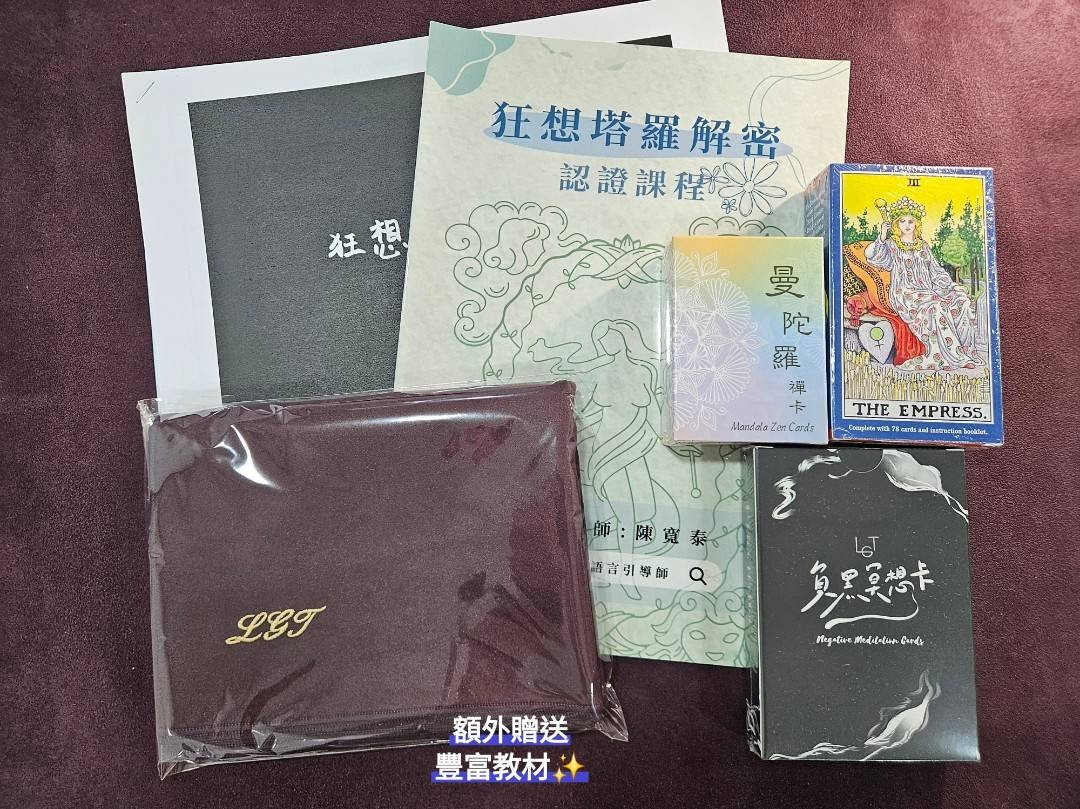 狂想
狂想塔羅解密
認證課程
師:陳寬泰
語言引導師
曼陀羅
禪卡
Mandala Zen Cards
III
THE EMPRESS.
Complete with 78 cards and instruction booklet.
LGT
負黑冥想卡
Negative Meditation Cards
LGT
額外贈送
豐富教材✨